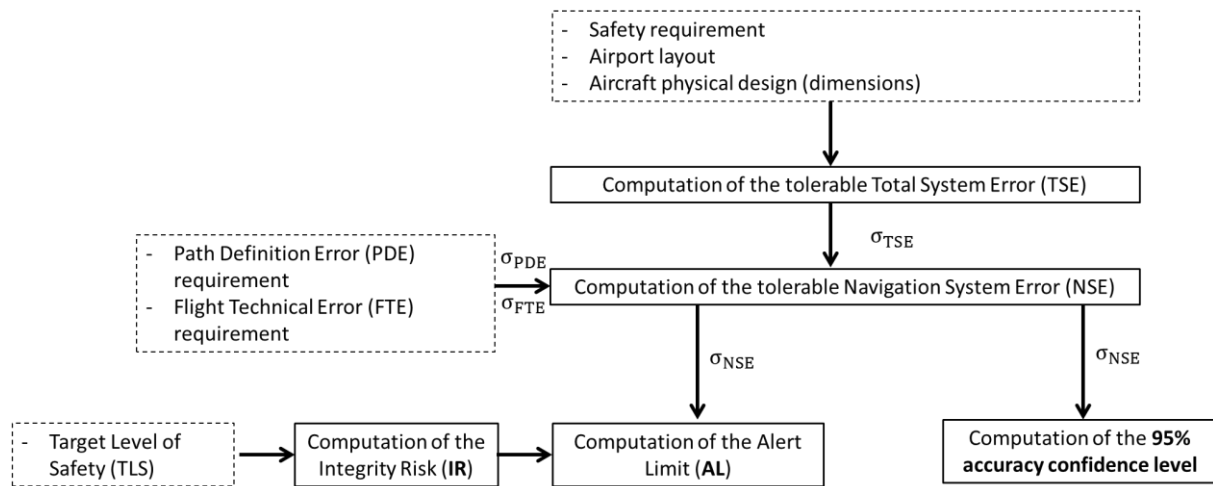 - Safety requirement
- Airport layout
- Aircraft physical design (dimensions)
Computation of the tolerable Total System Error (TSE)
σTSE
- Path Definition Error (PDE)
requirement
- Flight Technical Error (FTE)
requirement
σPDE
σFTE
Computation of the tolerable Navigation System Error (NSE)
σNSE
σNSE
- Target Level of
Safety (TLS)
Computation of the
Integrity Risk (IR)
Computation of the Alert
Limit (AL)
Computation of the 95%
accuracy confidence level